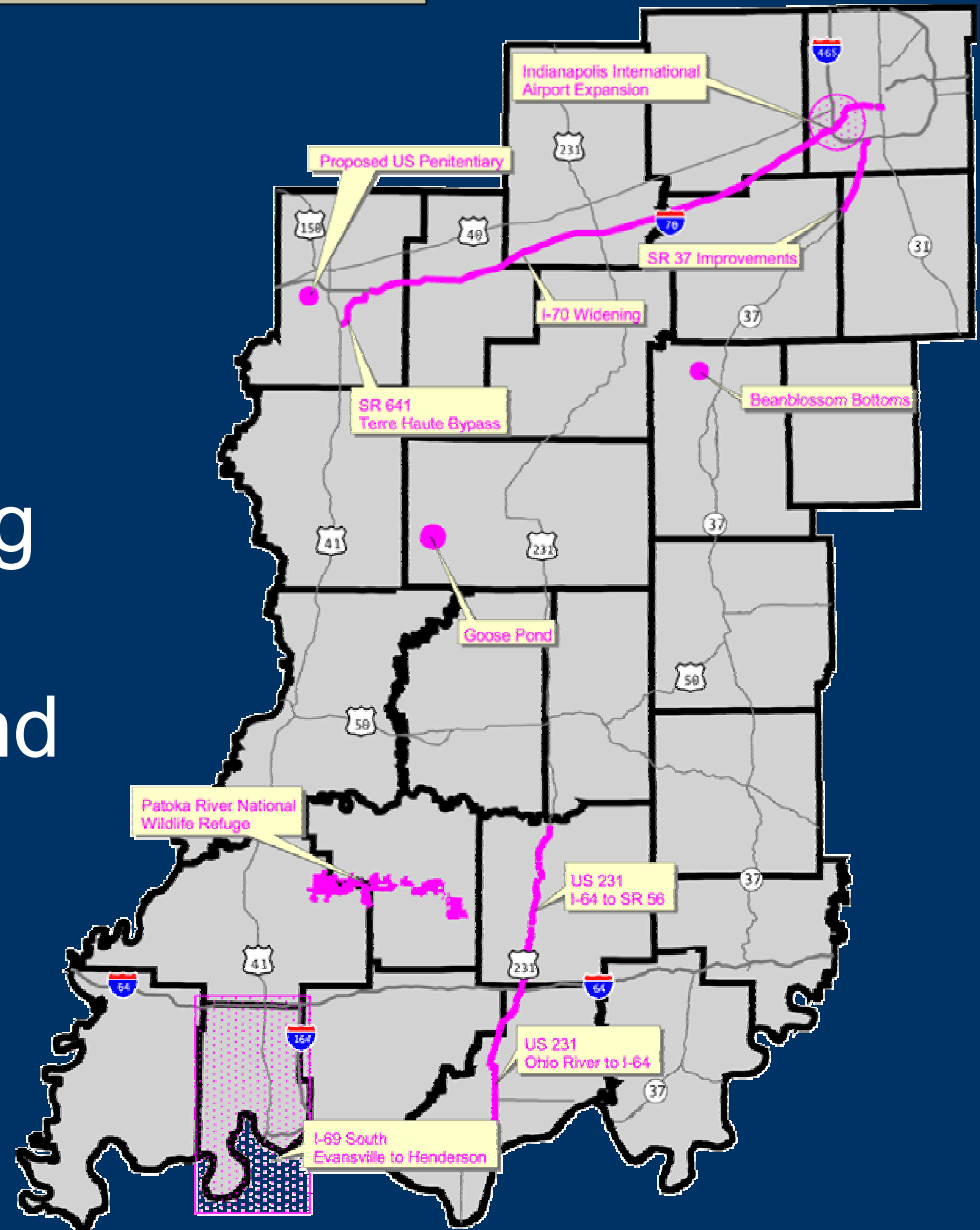 465
Indianapolis International
Airport Expansion
231
Proposed US Penitentiary
150
40
70
31
SR 37 Improvements
I-70 Widening
37
Beanblossom Bottoms
SR 641
Terre Haute Bypass
g
37
41
231
Goose Pond
50
nd
50
Patoka River National
Wildlife Refuge
US 231
I-64 to SR 56
37
41
231
64
64
164
US 231
Ohio River to I-64
37
I-69 South
Evansville to Henderson